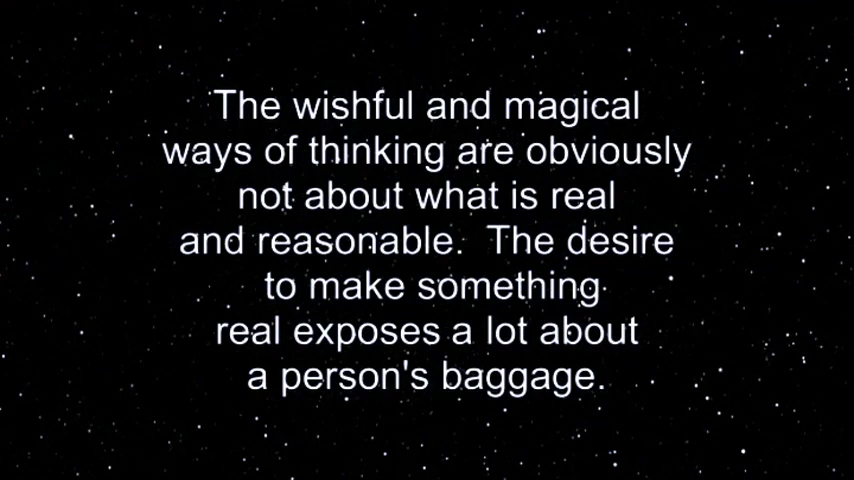 The wishful and magical
ways of thinking are obviously
not about what is real
and reasonable.  The desire
to make something
real exposes a lot about
a person's baggage.